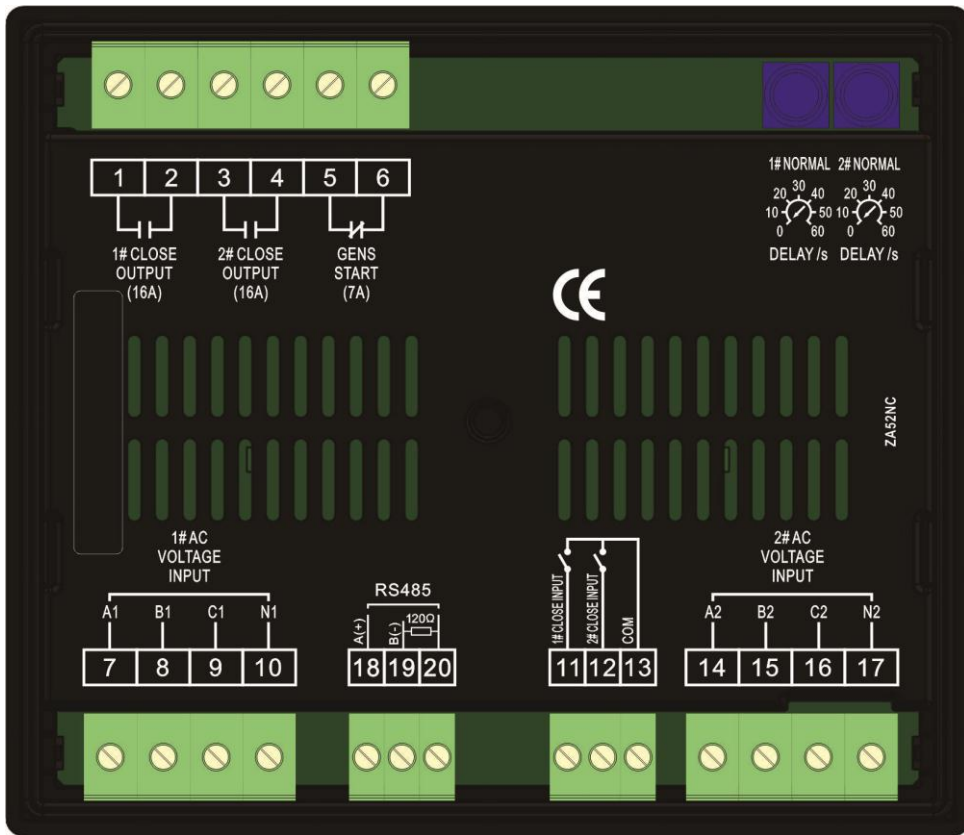 1 2 3 4 5 6
1# CLOSE
OUTPUT
(16A)
2# CLOSE
OUTPUT
(16A)
GENS
START
(7A)
1# NORMAL
0 10 20 30 40 50 60
DELAY /s
2# NORMAL
0 10 20 30 40 50 60
DELAY /s
CE
ZA52NC
1# AC
VOLTAGE
INPUT
A1 B1 C1 N1
7 8 9 10
RS485
A(+)
B(-)
120Ω
18 19 20
1# CLOSE INPUT
2# CLOSE INPUT
COM
11 12 13
2# AC
VOLTAGE
INPUT
A2 B2 C2 N2
14 15 16 17